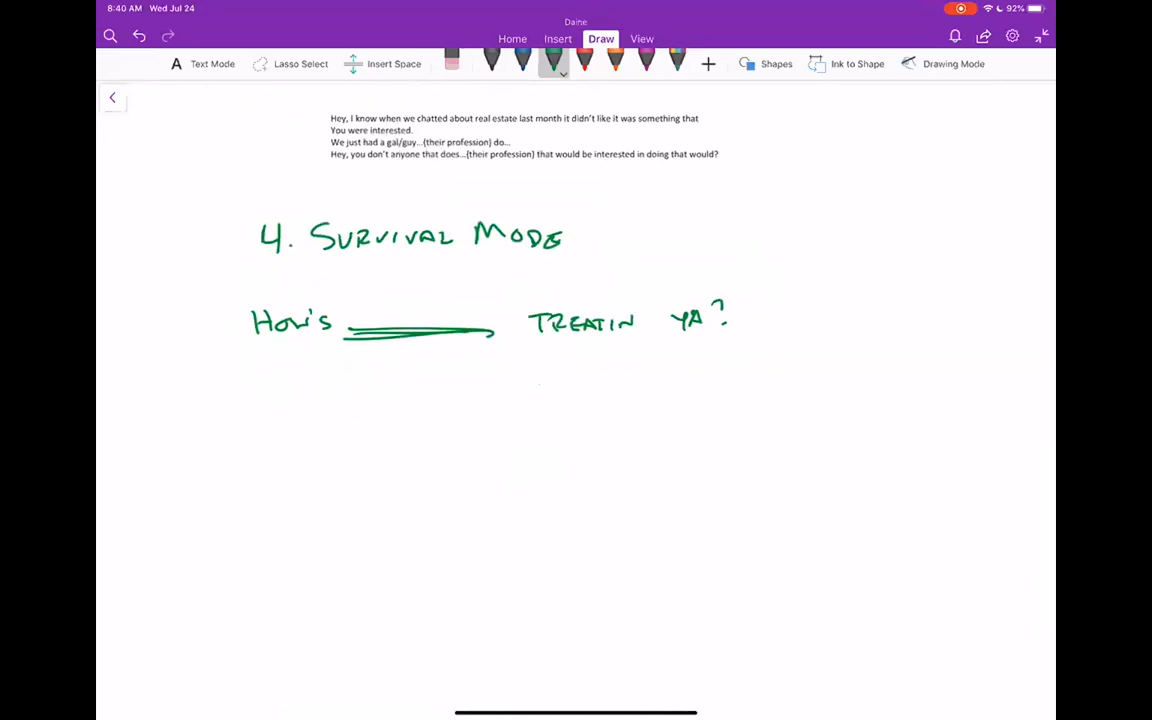 8:40 AM Wed Jul 24 92%
Daine
Home Insert Draw View
Text Mode Lasso Select Insert Space Shapes Ink to Shape Drawing Mode
Hey, I know when we chatted about real estate last month it didn't like it was something that
You were interested.
We just had a gal/guy...{their profession} do...
Hey, you don't anyone that does...{their profession} that would be interested in doing that would?
4. SURVIVAL MODE
HOW'S TREATIN YA?